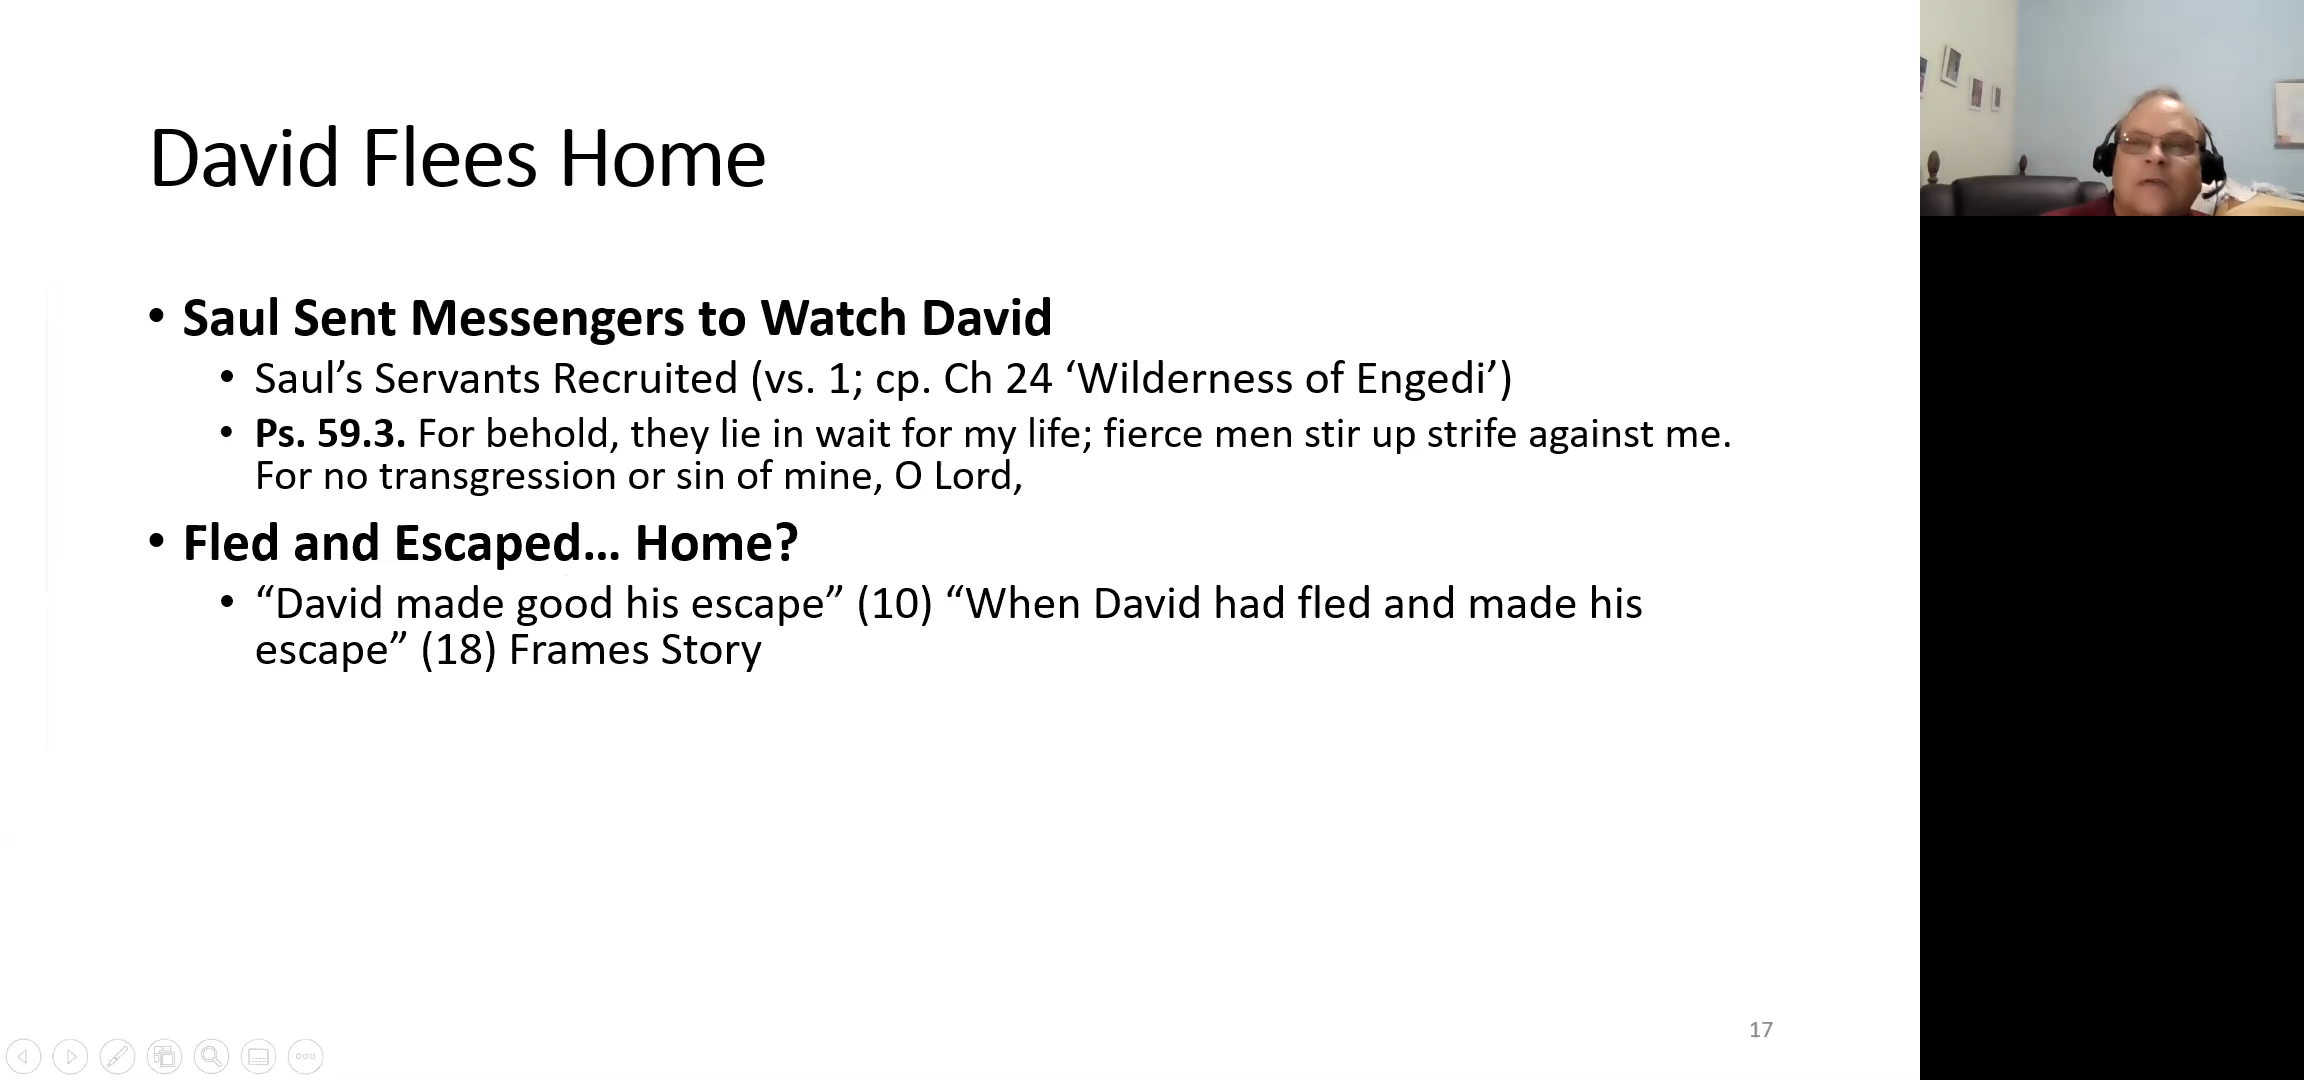 David Flees Home
• Saul Sent Messengers to Watch David
• Saul’s Servants Recruited (vs. 1; cp. Ch 24 ‘Wilderness of Engedi’)
• Ps. 59.3. For behold, they lie in wait for my life; fierce men stir up strife against me.
For no transgression or sin of mine, O Lord,
• Fled and Escaped… Home?
• “David made good his escape” (10) “When David had fled and made his
escape” (18) Frames Story
17